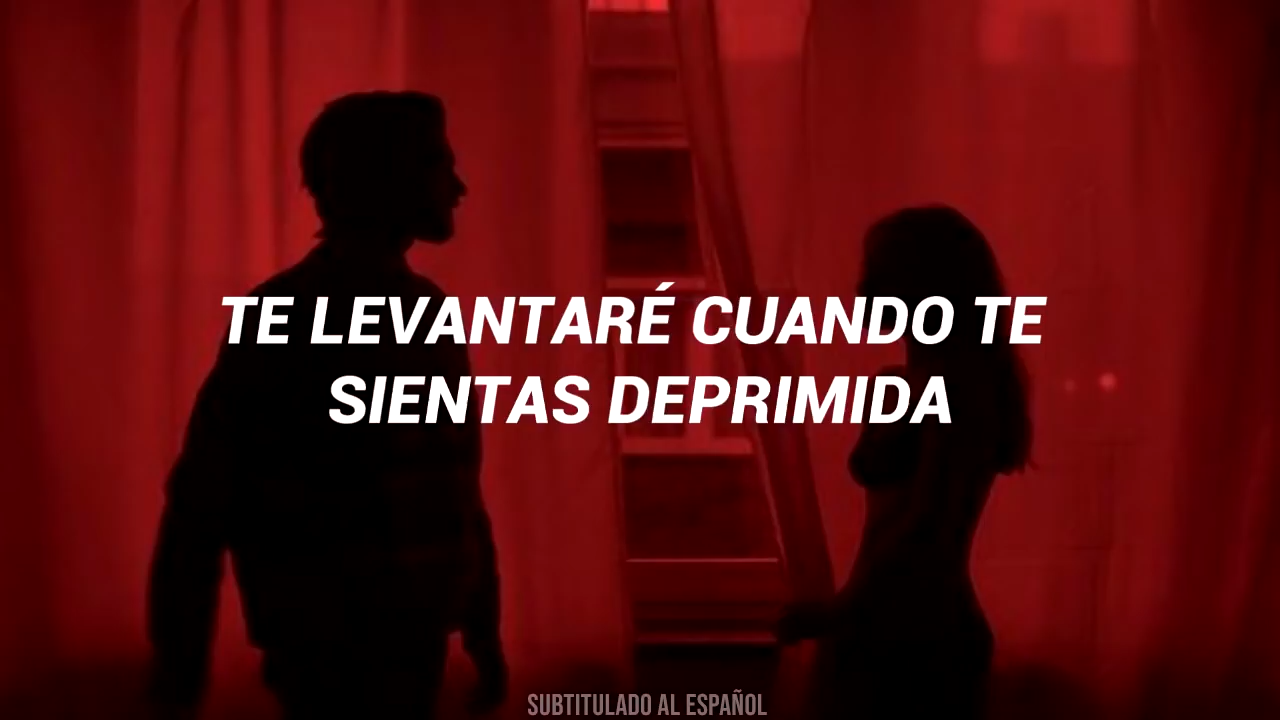 TE LEVANTARÉ CUANDO TE
SIENTAS DEPRIMIDA
SUBTITULADO AL ESPAÑOL